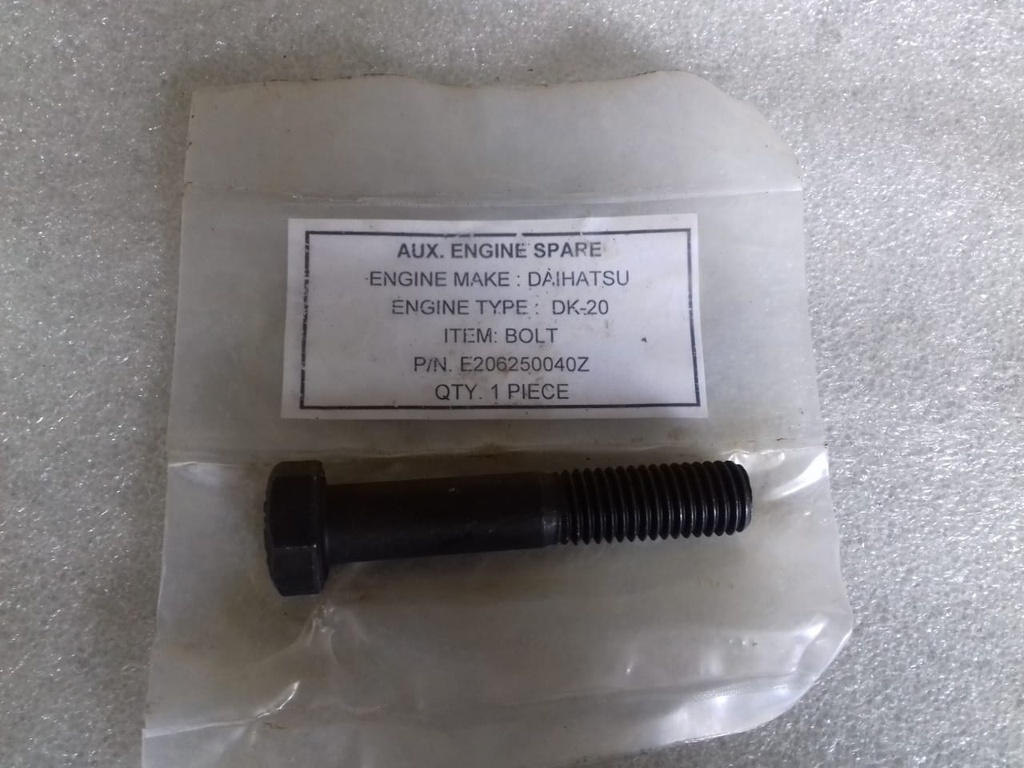 AUX. ENGINE SPARE
ENGINE MAKE : DAIHATSU
ENGINE TYPE : DK-20
ITEM: BOLT
P/N. E206250040Z
QTY. 1 PIECE